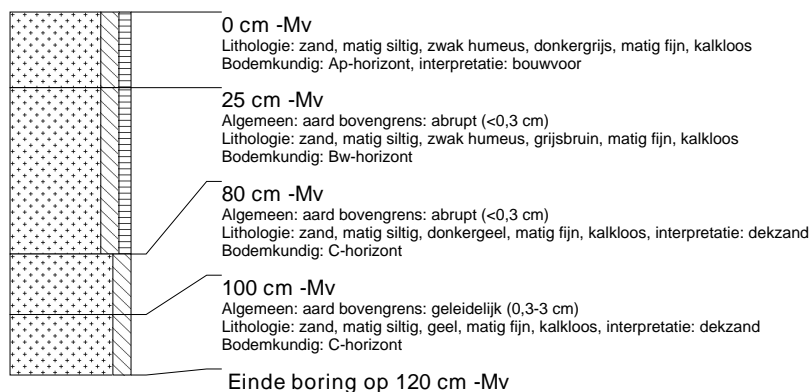 0 cm -Mv
Lithologie: zand, matig siltig, zwak humeus, donkergrijs, matig fijn, kalkloos
Bodemkundig: Ap-horizont, interpretatie: bouwvoor
25 cm -Mv
Algemeen: aard bovengrens: abrupt (<0,3 cm)
Lithologie: zand, matig siltig, zwak humeus, grijsbruin, matig fijn, kalkloos
Bodemkundig: Bw-horizont
80 cm -Mv
Algemeen: aard bovengrens: abrupt (<0,3 cm)
Lithologie: zand, matig siltig, donkergeel, matig fijn, kalkloos, interpretatie: dekzand
Bodemkundig: C-horizont
100 cm -Mv
Algemeen: aard bovengrens: geleidelijk (0,3-3 cm)
Lithologie: zand, matig siltig, geel, matig fijn, kalkloos, interpretatie: dekzand
Bodemkundig: C-horizont
Einde boring op 120 cm -Mv